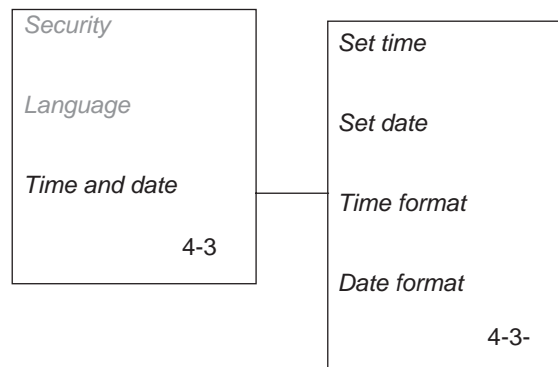 Security
Language
Time and date
4-3
Set time
Set date
Time format
Date format
4-3-